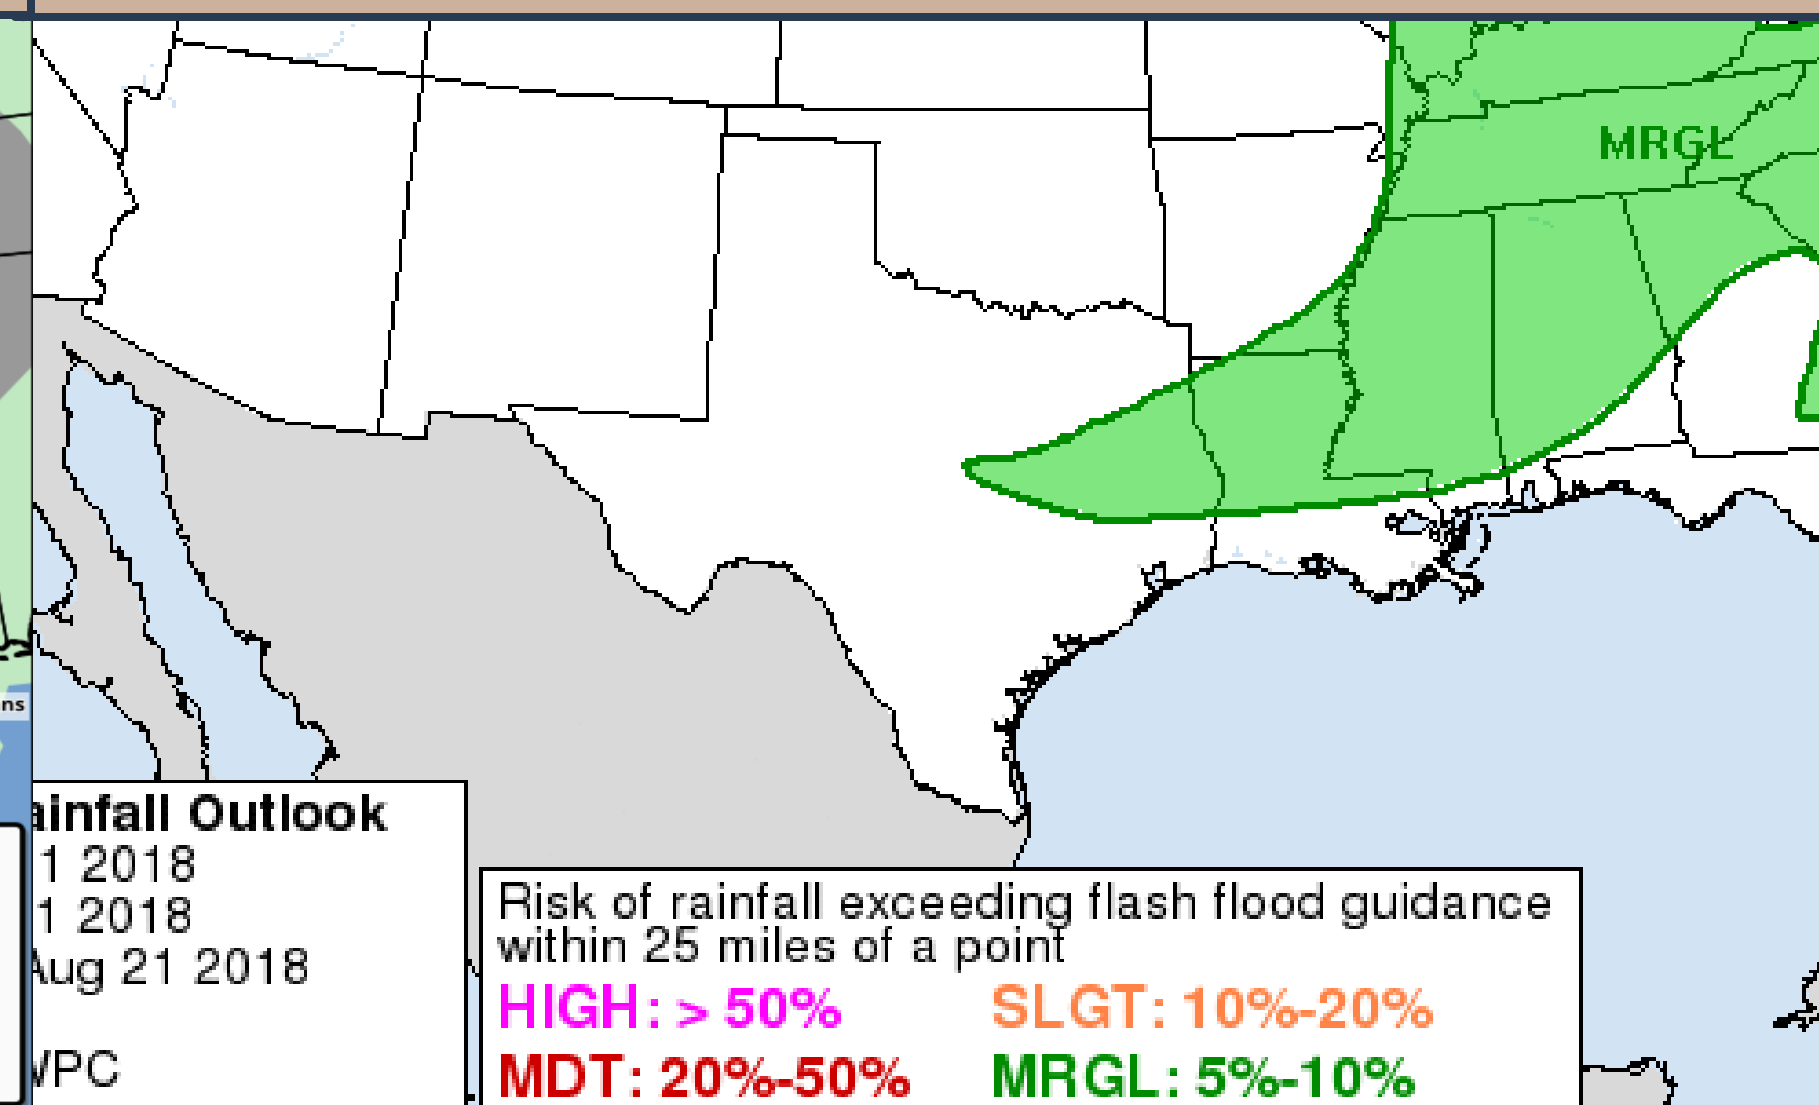 MRGL
ns
ainfall Outlook
1 2018
1 2018
Aug 21 2018
WPC
Risk of rainfall exceeding flash flood guidance
within 25 miles of a point
HIGH: > 50% SLGT: 10%-20%
MDT: 20%-50% MRGL: 5%-10%